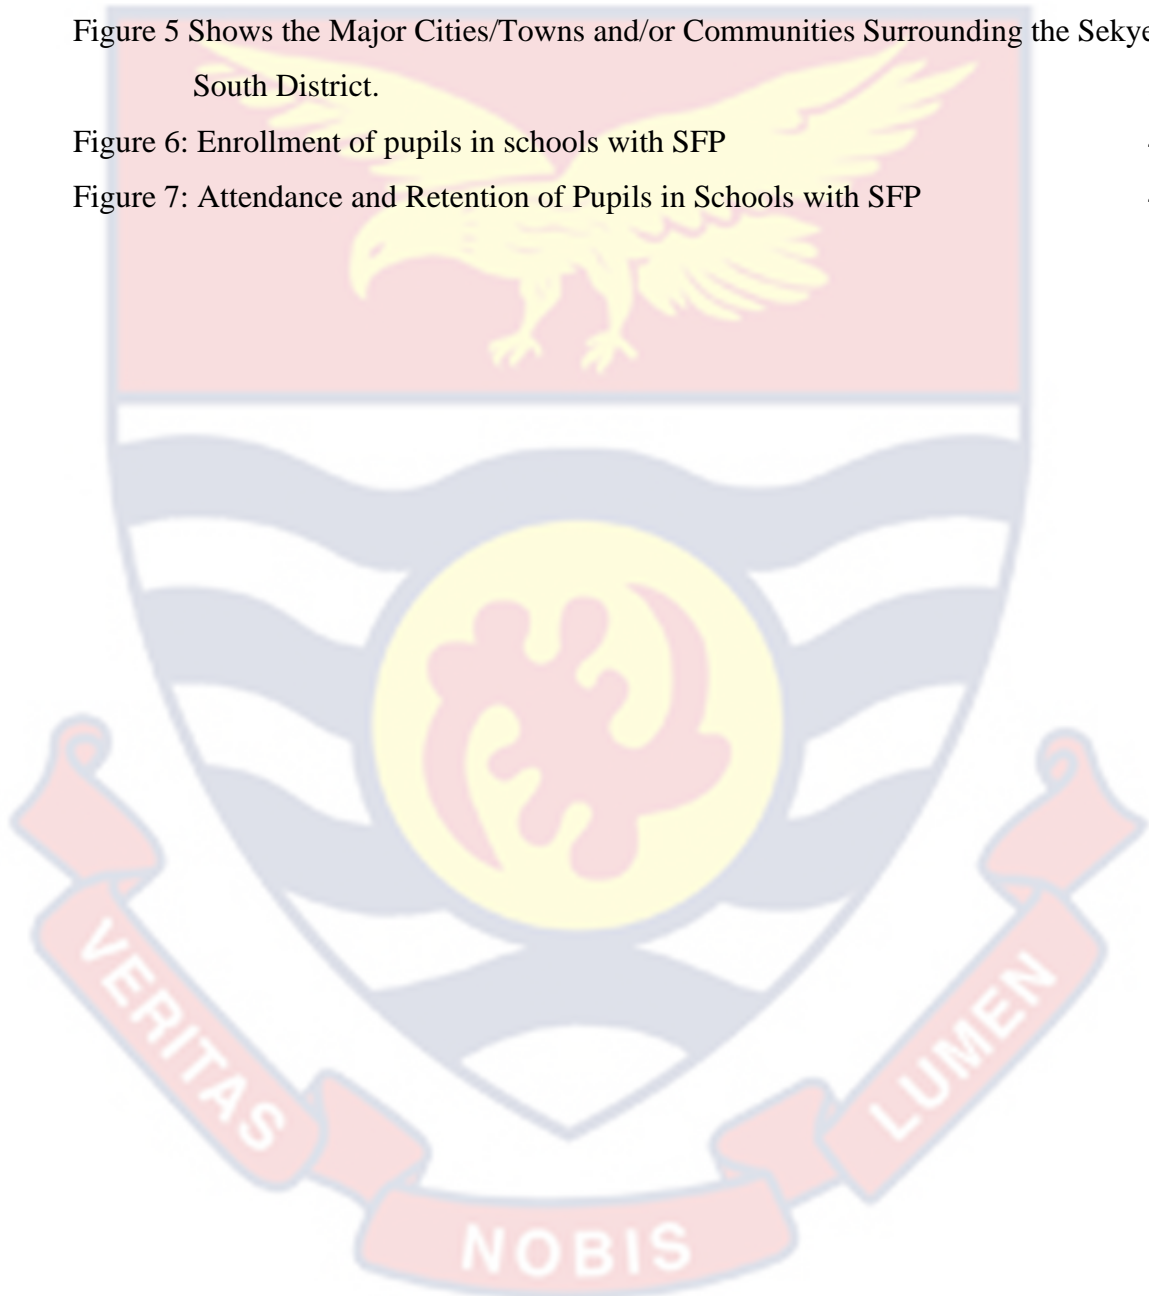 Figure 5 Shows the Major Cities/Towns and/or Communities Surrounding the Sekye
South District.
Figure 6: Enrollment of pupils in schools with SFP
Figure 7: Attendance and Retention of Pupils in Schools with SFP
VERITAS
NOBIS
LUMEN